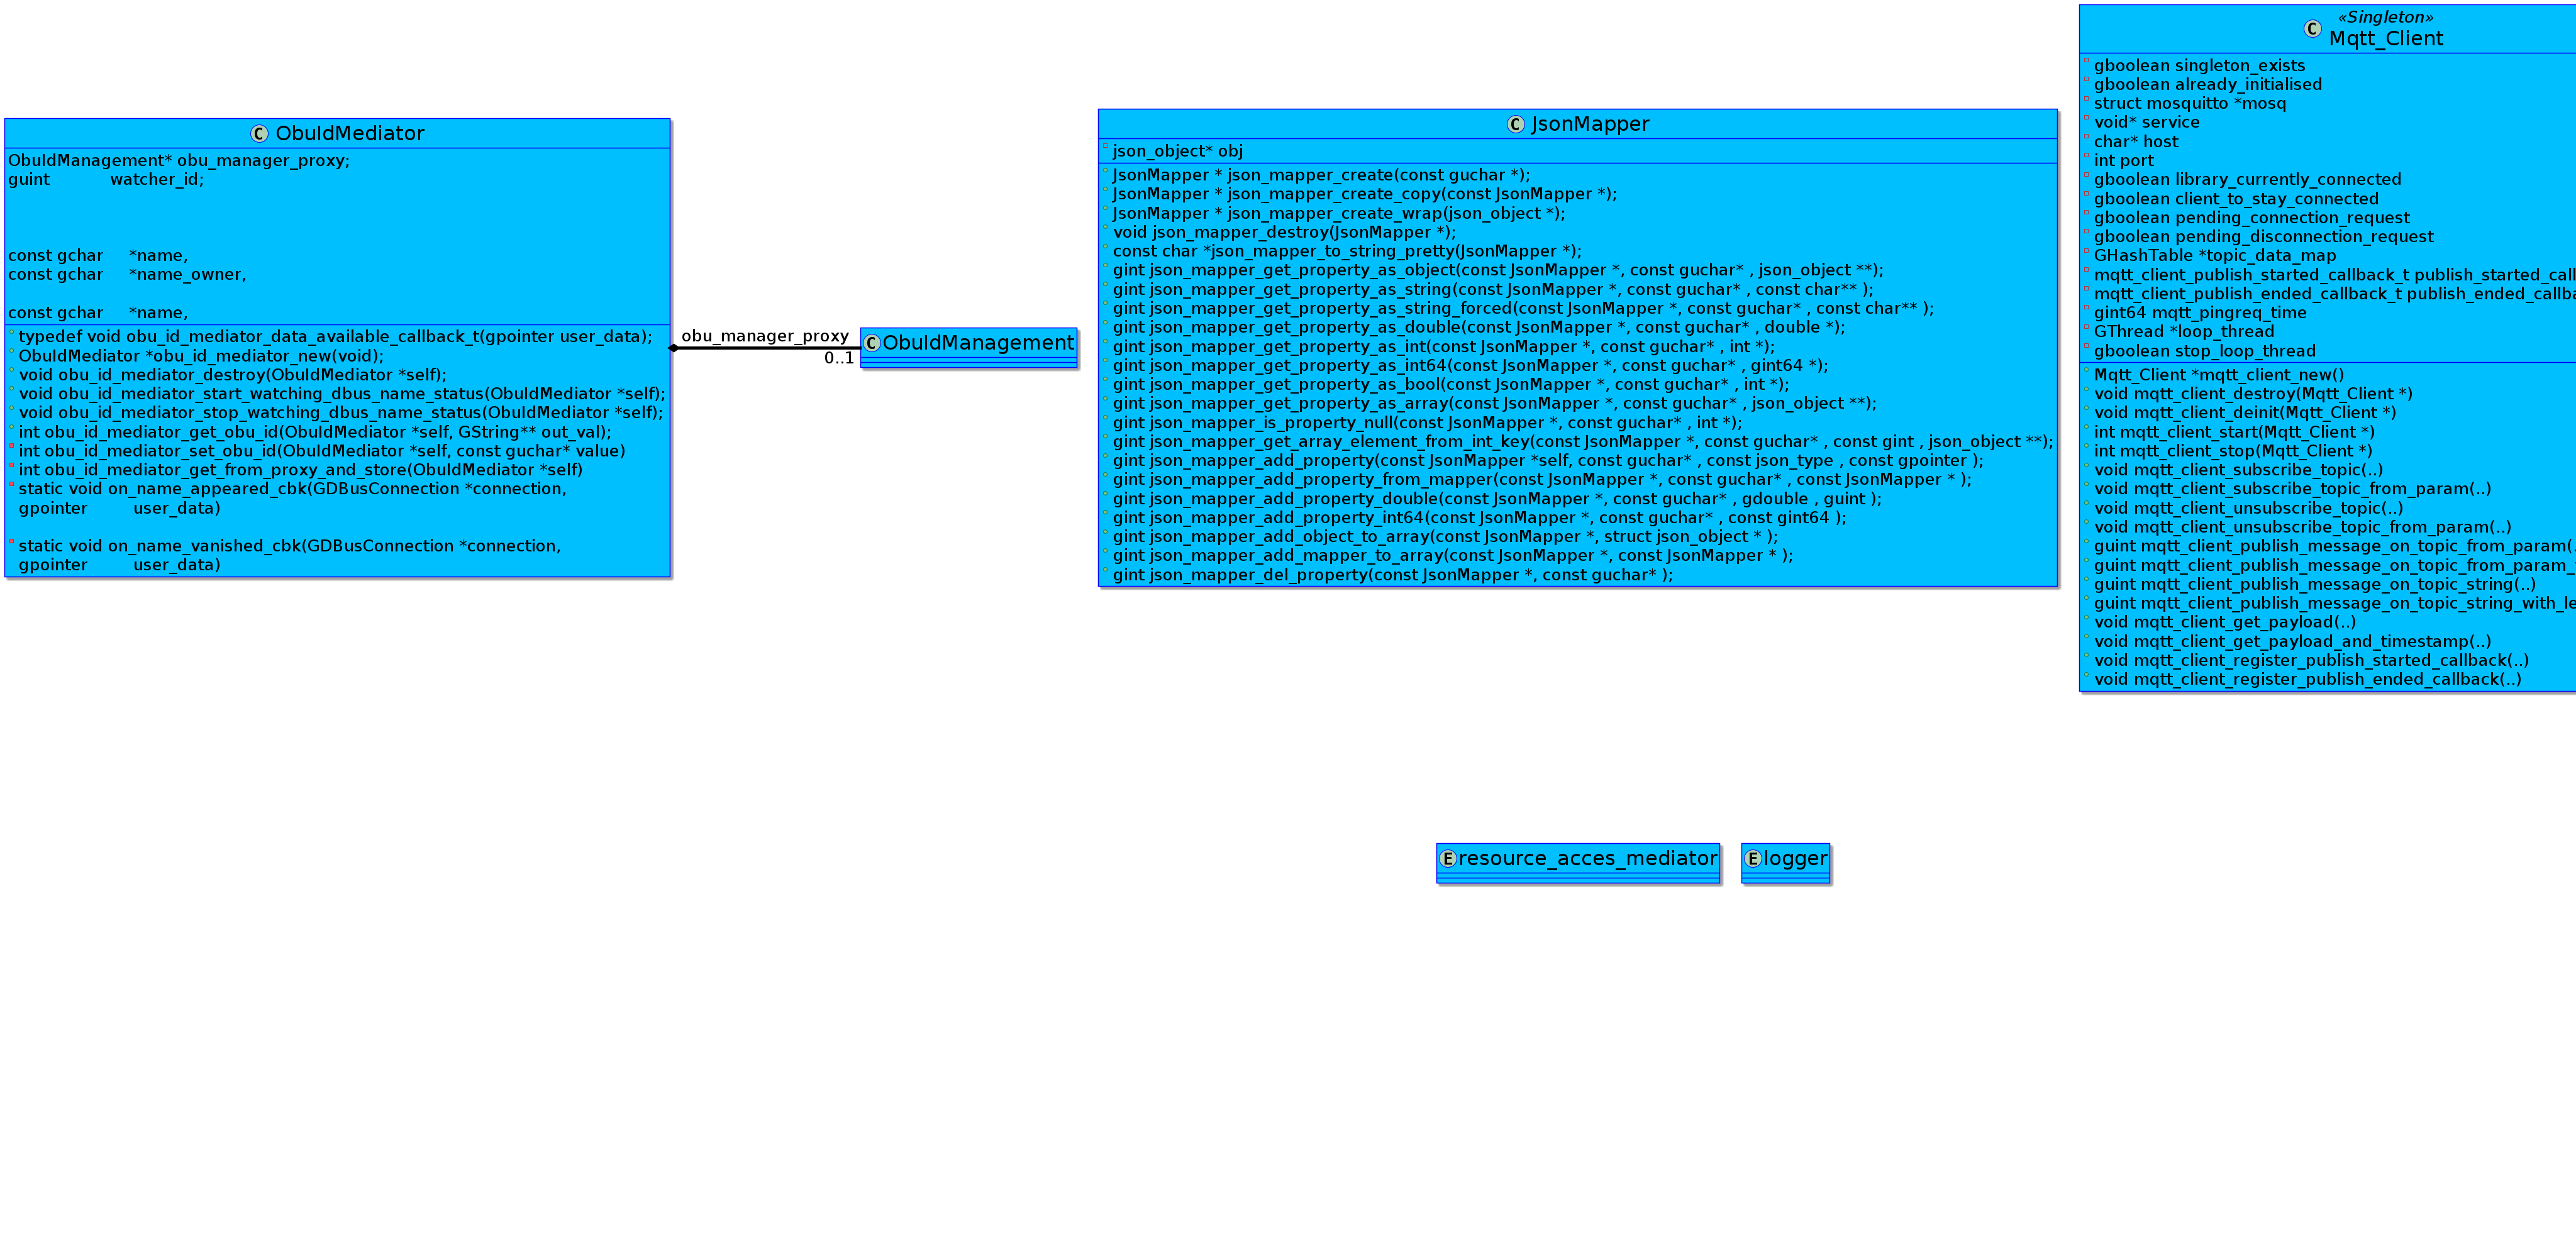 ObuIdMediator
ObuIdManagement* obu_manager_proxy;
guint watcher_id;
const gchar *name,
const gchar *name_owner,
const gchar *name,
typedef void obu_id_mediator_data_available_callback_t(gpointer user_data);
ObuIdMediator *obu_id_mediator_new(void);
void obu_id_mediator_destroy(ObuIdMediator *self);
void obu_id_mediator_start_watching_dbus_name_status(ObuIdMediator *self);
void obu_id_mediator_stop_watching_dbus_name_status(ObuIdMediator *self);
int obu_id_mediator_get_obu_id(ObuIdMediator *self, GString** out_val);
int obu_id_mediator_set_obu_id(ObuIdMediator *self, const guchar* value)
int obu_id_mediator_get_from_proxy_and_store(ObuIdMediator *self)
static void on_name_appeared_cbk(GDBusConnection *connection,
gpointer user_data)
static void on_name_vanished_cbk(GDBusConnection *connection,
gpointer user_data)
obu_manager_proxy
0..1
C ObuIdManagement
C JsonMapper
json_object* obj
JsonMapper * json_mapper_create(const guchar *);
JsonMapper * json_mapper_create_copy(const JsonMapper *);
JsonMapper * json_mapper_create_wrap(json_object *);
void json_mapper_destroy(JsonMapper *);
const char *json_mapper_to_string_pretty(JsonMapper *);
gint json_mapper_get_property_as_object(const JsonMapper *, const guchar* , json_object **);
gint json_mapper_get_property_as_string(const JsonMapper *, const guchar* , const char** );
gint json_mapper_get_property_as_string_forced(const JsonMapper *, const guchar* , const char** );
gint json_mapper_get_property_as_double(const JsonMapper *, const guchar* , double *);
gint json_mapper_get_property_as_int(const JsonMapper *, const guchar* , int *);
gint json_mapper_get_property_as_int64(const JsonMapper *, const guchar* , gint64 *);
gint json_mapper_get_property_as_bool(const JsonMapper *, const guchar* , int *);
gint json_mapper_get_property_as_array(const JsonMapper *, const guchar* , json_object **);
gint json_mapper_is_property_null(const JsonMapper *, const guchar* , int *);
gint json_mapper_get_array_element_from_int_key(const JsonMapper *, const guchar* , const gint , json_object **);
gint json_mapper_add_property(const JsonMapper *self, const guchar* , const json_type , const gpointer );
gint json_mapper_add_property_from_mapper(const JsonMapper *, const guchar* , const JsonMapper * );
gint json_mapper_add_property_double(const JsonMapper *, const guchar* , gdouble , guint );
gint json_mapper_add_property_int64(const JsonMapper *, const guchar* , const gint64 );
gint json_mapper_add_object_to_array(const JsonMapper *, struct json_object * );
gint json_mapper_add_mapper_to_array(const JsonMapper *, const JsonMapper * );
gint json_mapper_del_property(const JsonMapper *, const guchar* );
«Singleton»
C Mqtt_Client
gboolean singleton_exists
gboolean already_initialised
struct mosquitto *mosq
void* service
char* host
int port
gboolean library_currently_connected
gboolean client_to_stay_connected
gboolean pending_connection_request
gboolean pending_disconnection_request
GHashTable *topic_data_map
mqtt_client_publish_started_callback_t publish_started_call
mqtt_client_publish_ended_callback_t publish_ended_callba
gint64 mqtt_pingreq_time
GThread *loop_thread
gboolean stop_loop_thread
Mqtt_Client *mqtt_client_new()
void mqtt_client_destroy(Mqtt_Client *)
void mqtt_client_deinit(Mqtt_Client *)
int mqtt_client_start(Mqtt_Client *)
int mqtt_client_stop(Mqtt_Client *)
void mqtt_client_subscribe_topic(..)
void mqtt_client_subscribe_topic_from_param(..)
void mqtt_client_unsubscribe_topic(..)
void mqtt_client_unsubscribe_topic_from_param(..)
guint mqtt_client_publish_message_on_topic_from_param(.
guint mqtt_client_publish_message_on_topic_from_param_
guint mqtt_client_publish_message_on_topic_string(..)
guint mqtt_client_publish_message_on_topic_string_with_le
void mqtt_client_get_payload(..)
void mqtt_client_get_payload_and_timestamp(..)
void mqtt_client_register_publish_started_callback(..)
void mqtt_client_register_publish_ended_callback(..)
E resource_acces_mediator
E logger